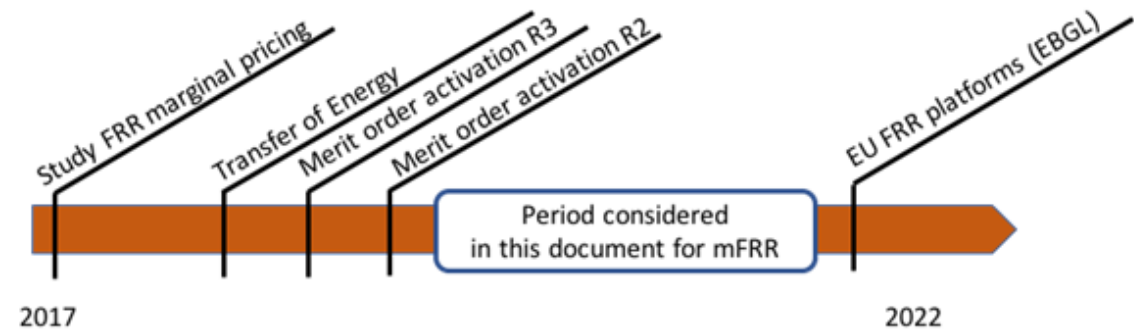 Study FRR marginal pricing
Transfer of Energy
Merit order activation R3
Merit order activation R2
EU FRR platforms (EBGL)
Period considered
in this document for mFRR
2017
2022